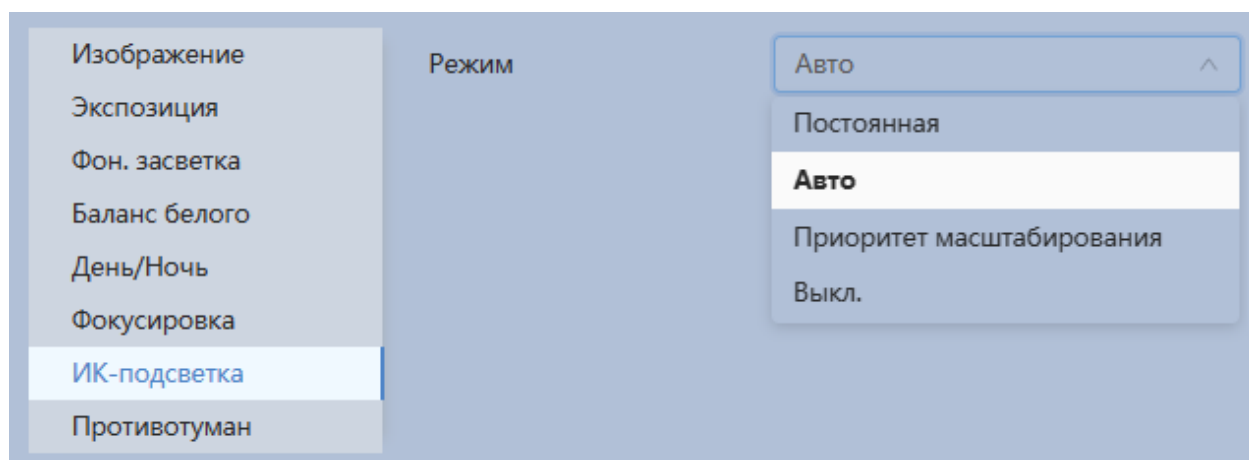 Изображение
Экспозиция
Фон. засветка
Баланс белого
День/Ночь
Фокусировка
ИК-подсветка
Противотуман
Режим
Авто
Постоянная
Авто
Приоритет масштабирования
Выкл.